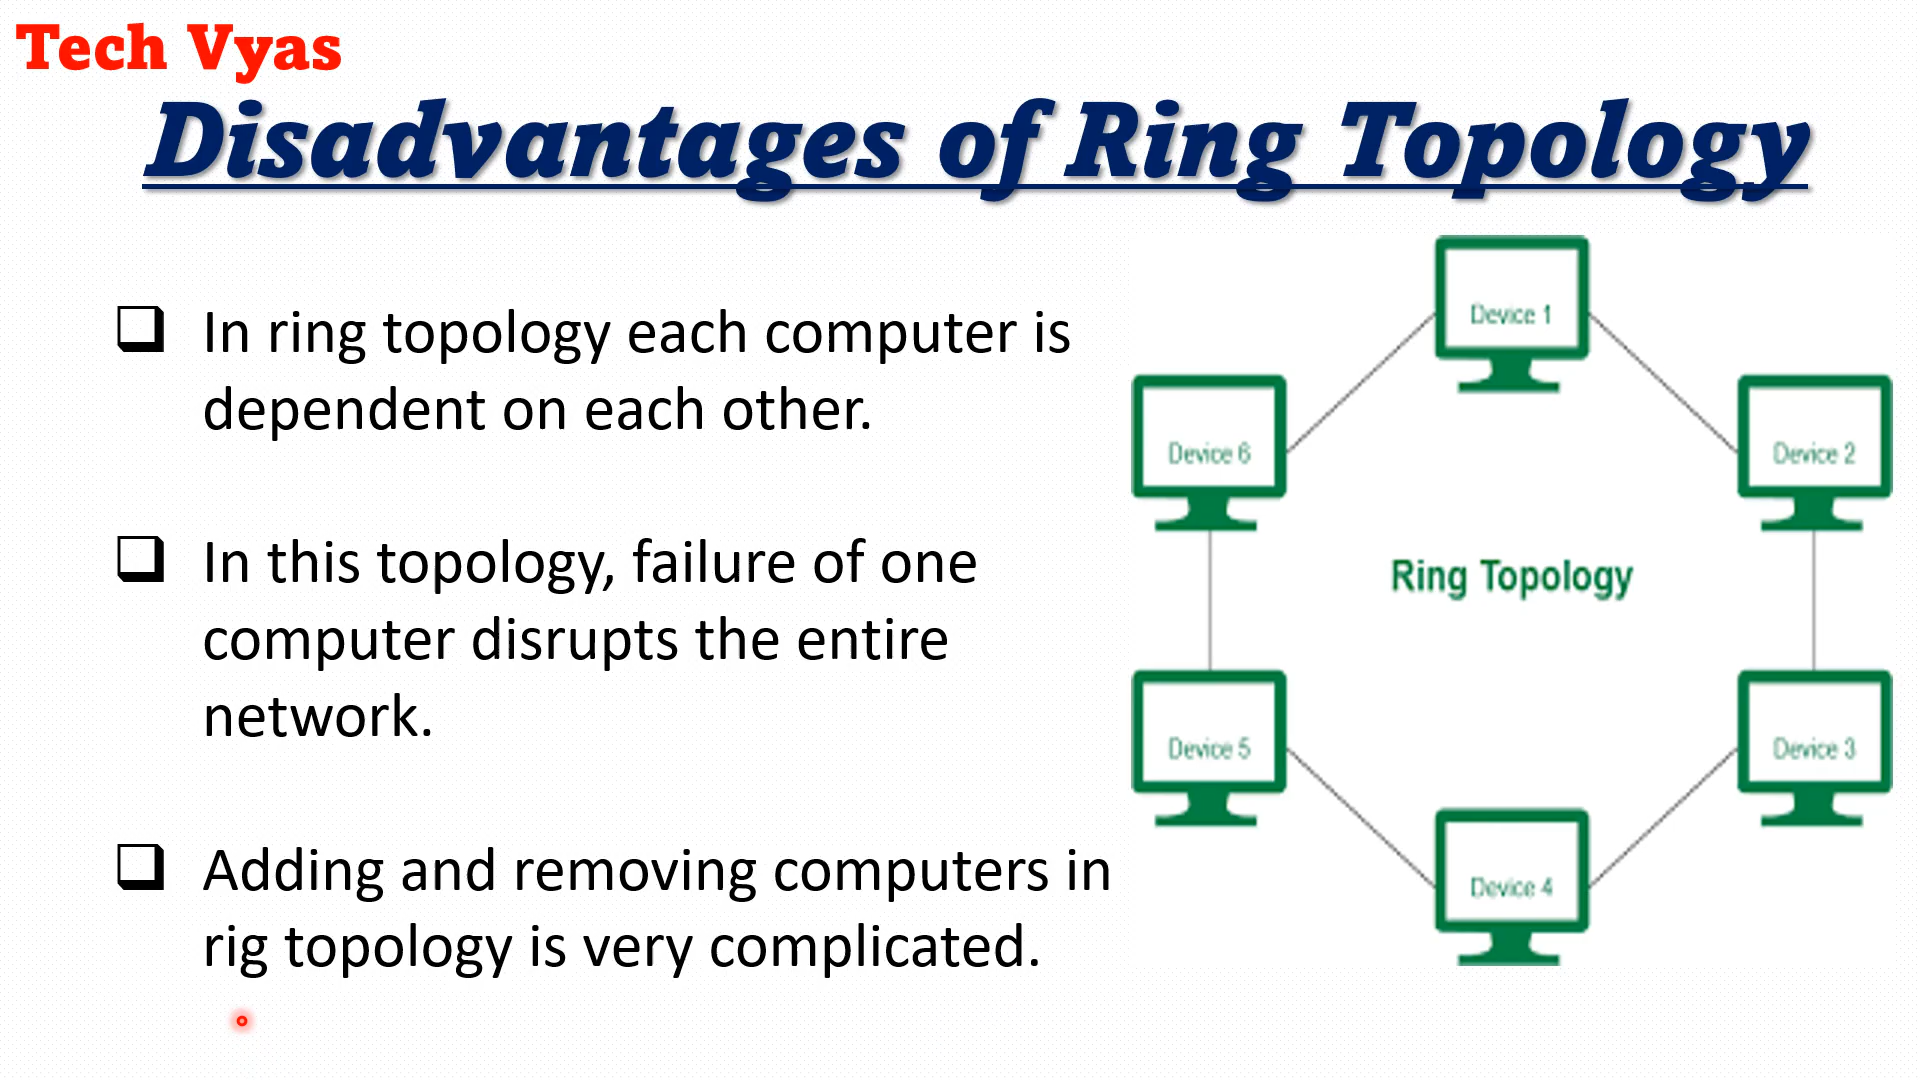 Tech Vyas
Disadvantages of Ring Topology
In ring topology each computer is
dependent on each other.
In this topology, failure of one
computer disrupts the entire
network.
Adding and removing computers in
rig topology is very complicated.
Device 1
Device 6
Device 2
Ring Topology
Device 5
Device 3
Device 4